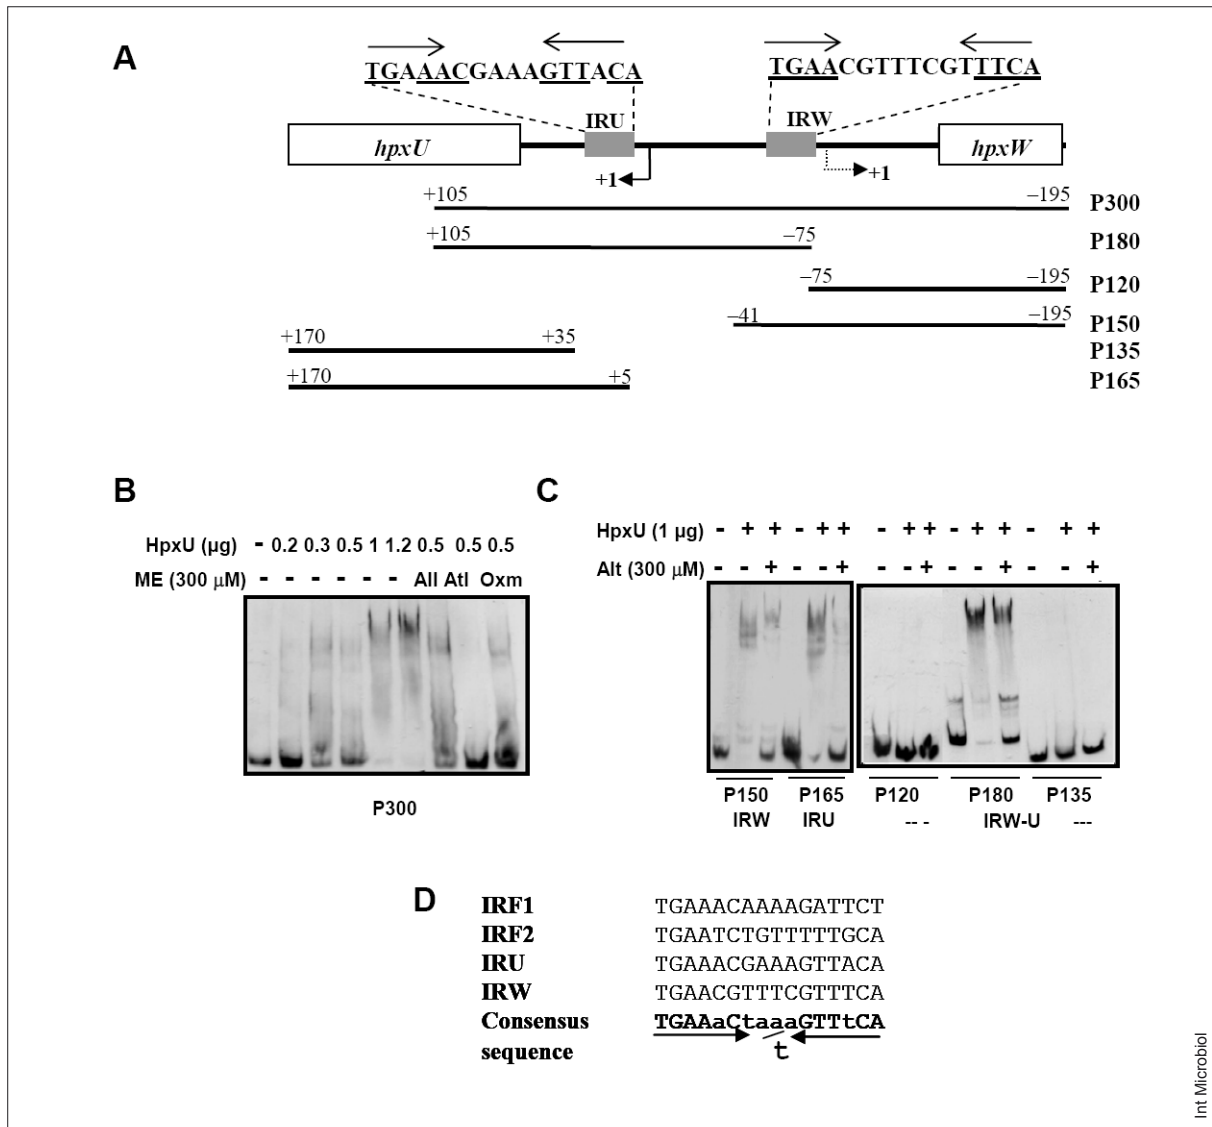 A
TGAAACGAAAGTTACA
TGAACGTTTCGTTTCA
IRU
IRW
hpxU
hpxW
+1
+1
+105
–195
P300
+105
–75
P180
–75
–195
P120
–41
–195
P150
+170
+35
P135
+170
+5
P165
B
HpxU (µg) - 0.2 0.3 0.5 1 1.2 0.5 0.5 0.5
ME (300 µM) - - - - - - All Atl Oxm
P300
C
HpxU (1 µg) - + + - + + - + + - + + - + +
Alt (300 µM) - - + - - + - - + - - + - - +
P150 P165 P120 P180 P135
IRW IRU --- IRW-U ---
D
IRF1 TGAAACAAAAGATTCT
IRF2 TGAATCTGTTTTTGCA
IRU TGAAACGAAAGTTACA
IRW TGAACGTTTCGTTTCA
Consensus TGAAaCtaaaGTTtCA
sequence t
Int Microbiol